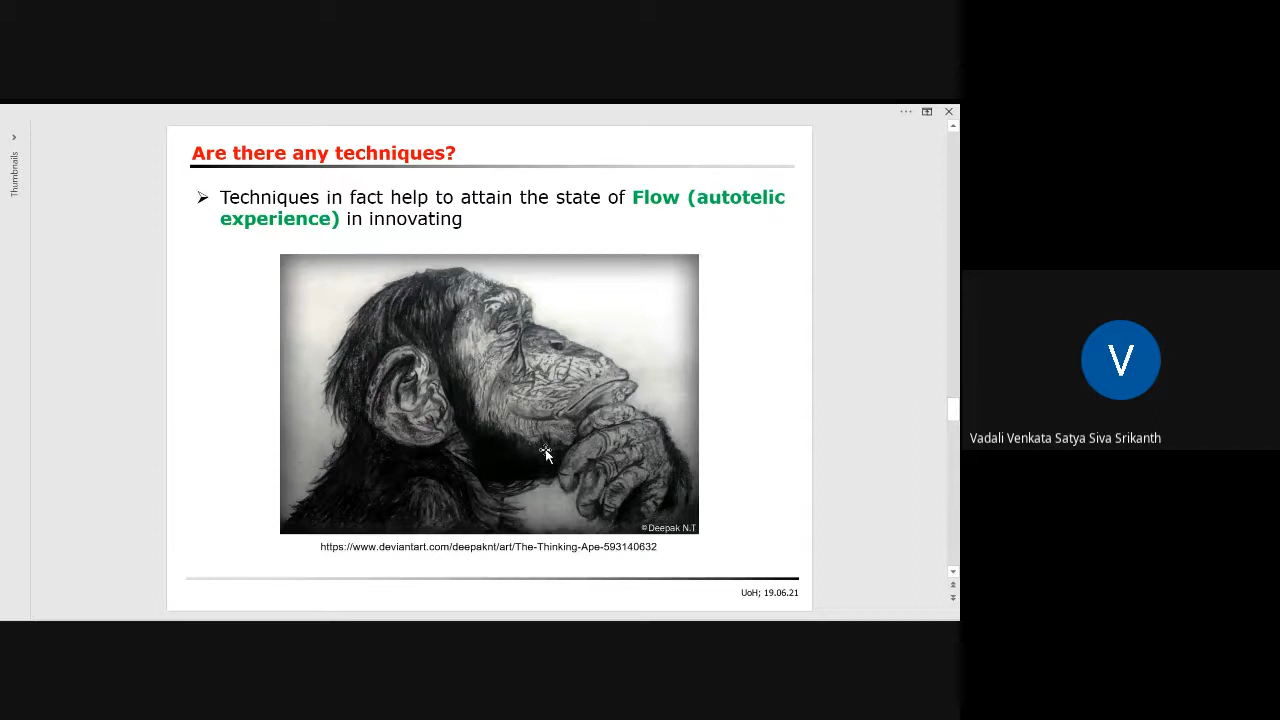 Thumbnails
Are there any techniques?
Techniques in fact help to attain the state of Flow (autotelic
experience) in innovating
©Deepak N.T
https://www.deviantart.com/deepaknt/art/The-Thinking-Ape-593140632
UoH; 19.06.21
V
Vadali Venkata Satya Siva Srikanth